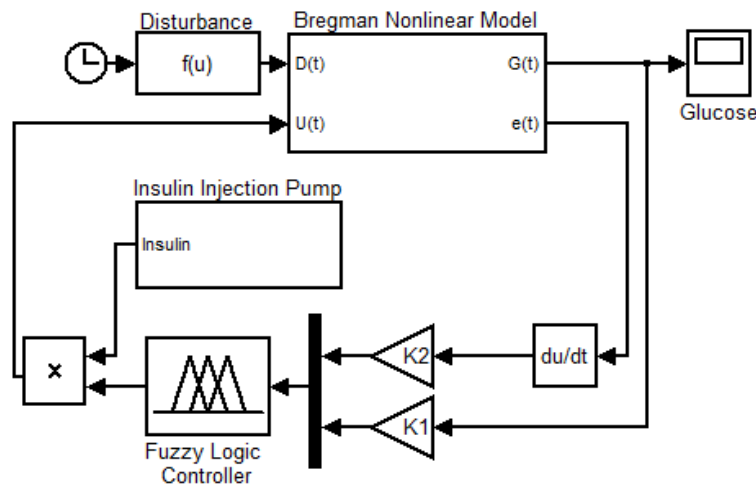 Disturbance
Bregman Nonlinear Model
f(u)
D(t)
G(t)
U(t)
e(t)
Glucose
Insulin Injection Pump
Insulin
K2
du/dt
×
K1
Fuzzy Logic
Controller